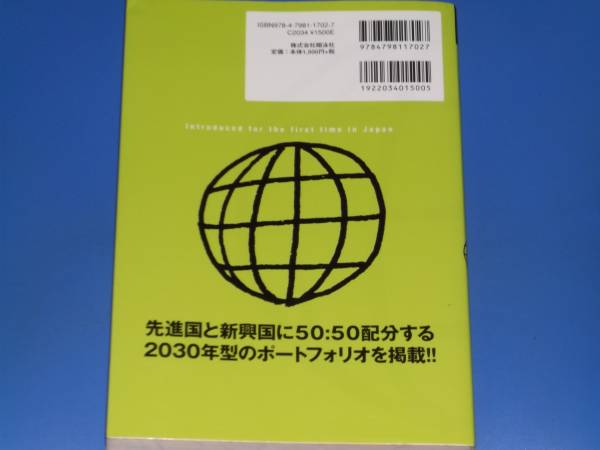 ISBN978-4-7981-1702-7
C2034 ¥1500E
株式会社翔泳社
定価：本体1,500円+税
9784798117027
1922034015005
Introduced for the first time in Japan
先進国と新興国に50:50配分する
2030年型のポートフォリオを掲載!!